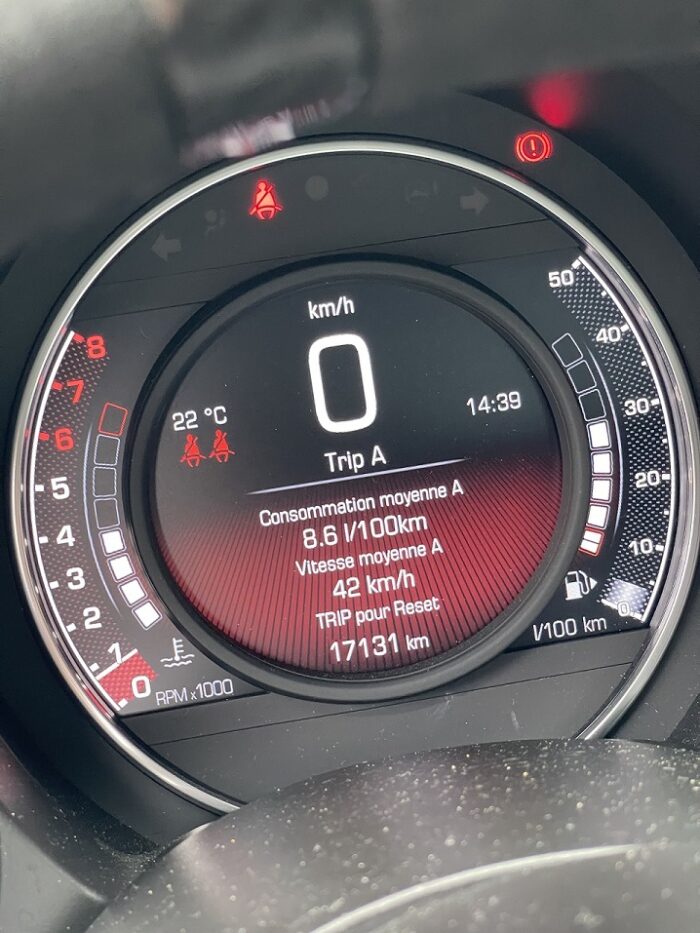 km/h
0
22 °C
14:39
Trip A
Consommation moyenne A
8.6 l/100km
Vitesse moyenne A
42 km/h
TRIP pour Reset
17131 km
8
7
6
5
4
3
2
1
0
RPM x1000
50
40
30
20
10
0
l/100 km